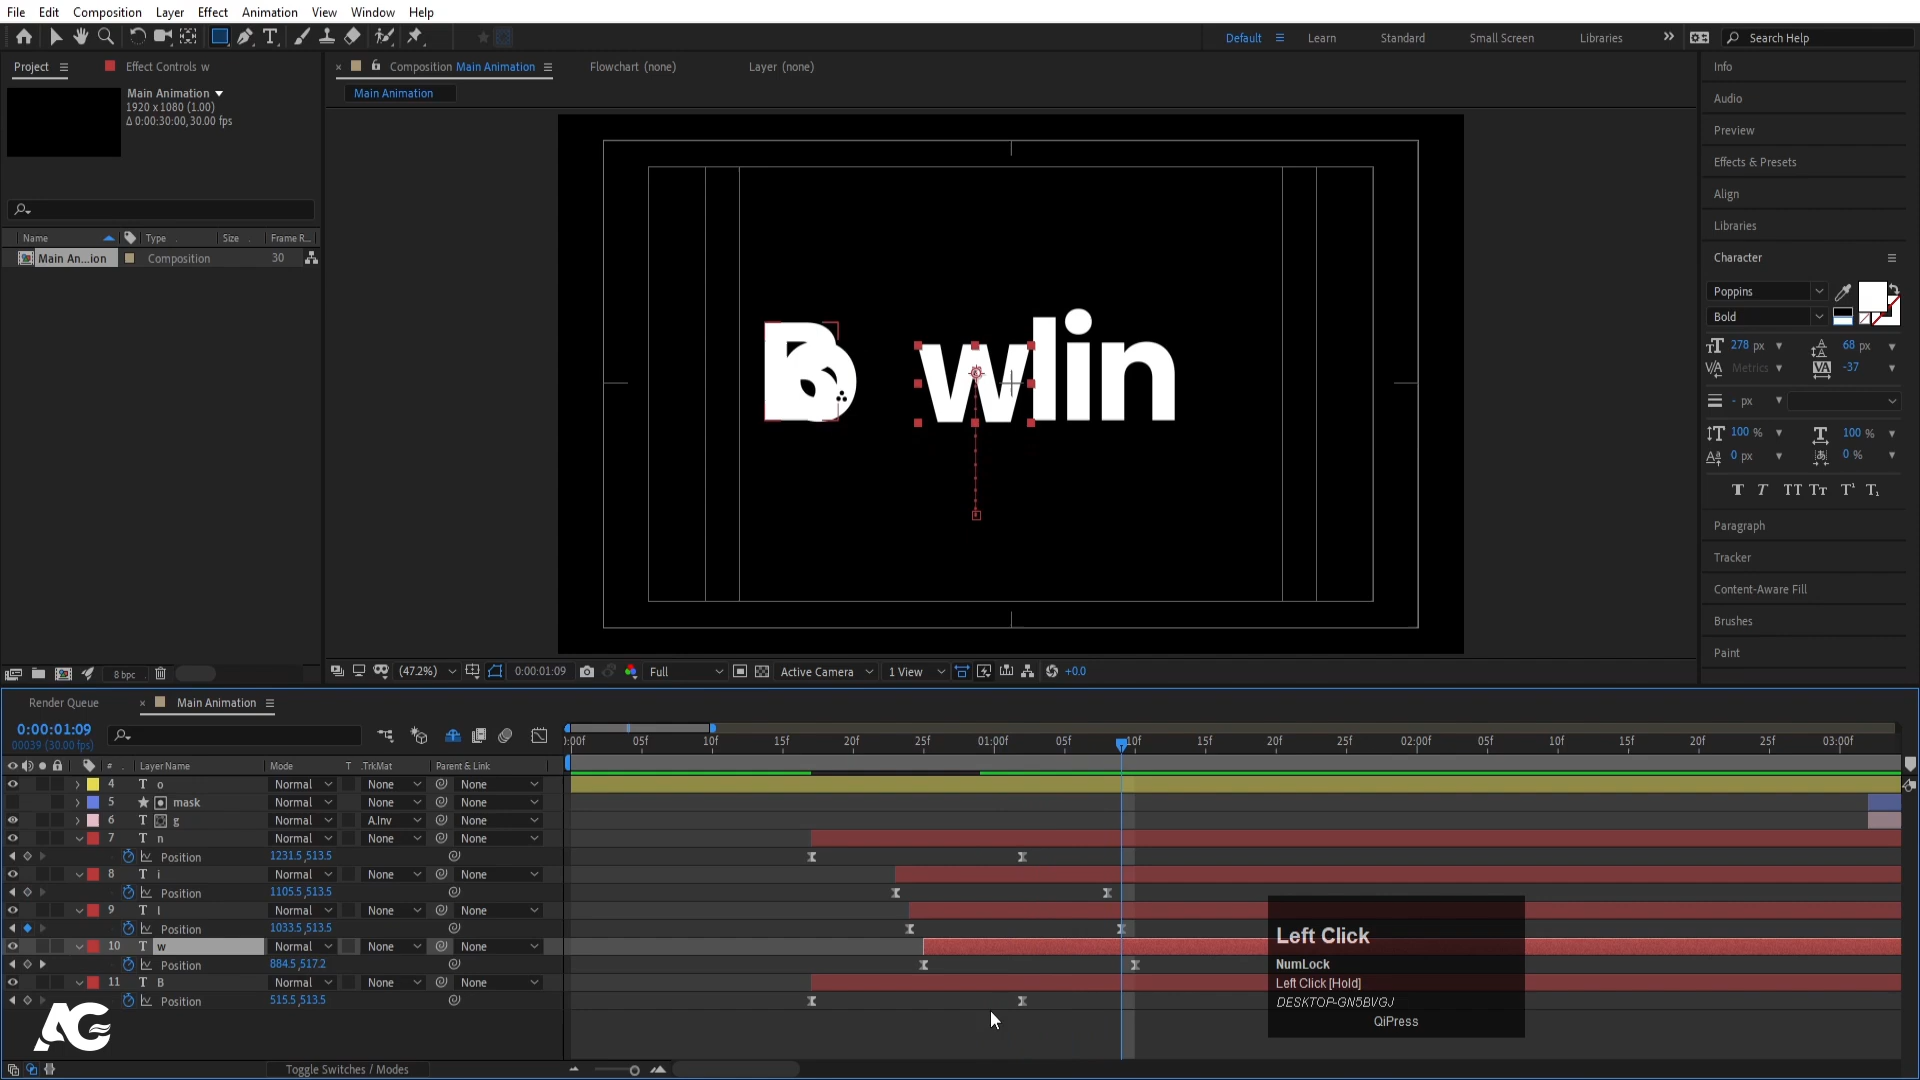 File Edit Composition Layer Effect Animation View Window Help
Default Learn Standard Small Screen Libraries Search Help
Project Effect Controls w
Composition Main Animation Flowchart (none) Layer (none)
Main Animation
Main Animation
1920 x 1080 (1.00)
Δ 0:00:30:00, 30.00 fps
Name Type Size Frame R...
Main An...ion Composition 30
B o w l i n
Info
Audio
Preview
Effects & Presets
Align
Libraries
Character
Poppins
Bold
278 px 68 px
Metrics -37
- px
100 % 100 %
0 px 0 %
T T TT Tt T¹ T₁
Paragraph
Tracker
Content-Aware Fill
Brushes
Paint
8 bpc
(47.2%) 0:00:01:09 Full Active Camera 1 View +0.0
Render Queue Main Animation
0:00:01:09
00039 (30.00 fps)
0:00f 05f 10f 15f 20f 25f 01:00f 05f 10f 15f 20f 25f 02:00f 05f 10f 15f 20f 25f 03:00f
# Layer Name Mode T .TrkMat Parent & Link
4 T o Normal None None
5 mask Normal None None
6 T g Normal A.Inv None
7 T n Normal None None
Position 1231.5,513.5
8 T i Normal None None
Position 1105.5,513.5
9 T l Normal None None
Position 1033.5,513.5
10 T w Normal None None
Position 884.5,517.2
11 T B Normal None None
Position 515.5,513.5
Left Click
NumLock
Left Click [Hold]
DESKTOP-GN5BVGJ
QiPress
AG
Toggle Switches / Modes